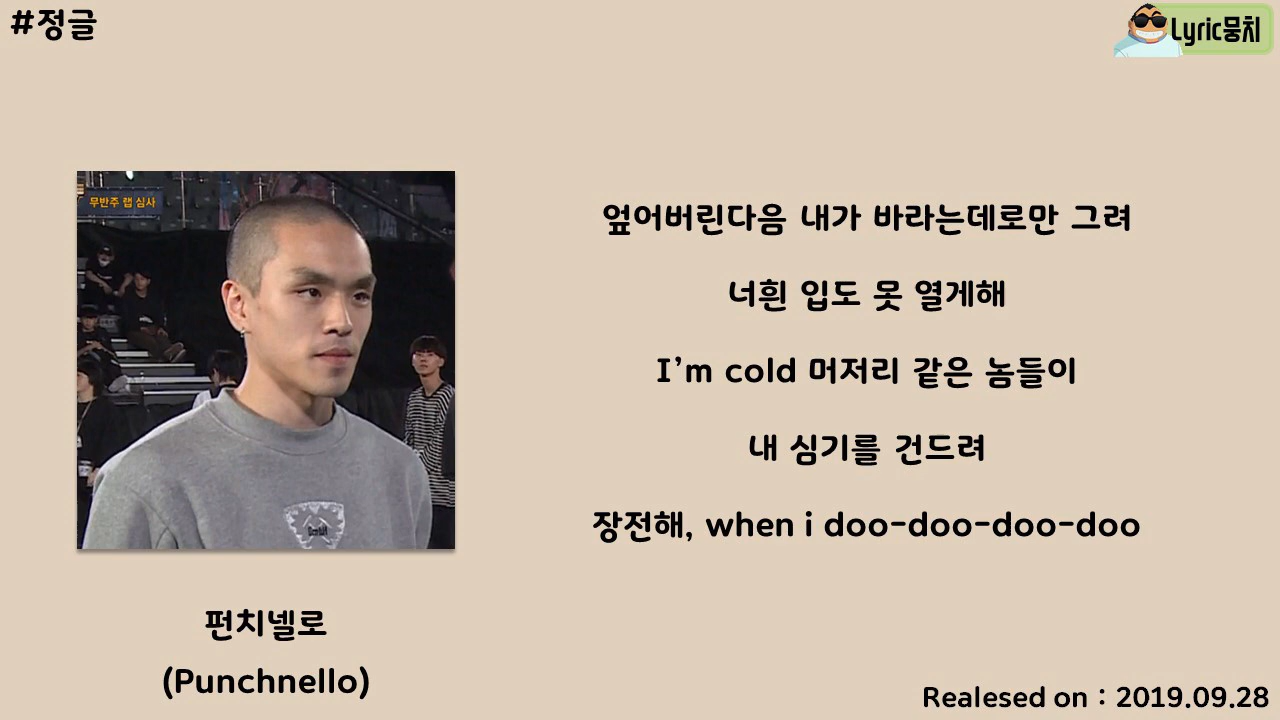 #정글
Lyric뭉치
무반주 랩 심사
엎어버린다음 내가 바라는데로만 그려
너흰 입도 못 열게해
I'm cold 머저리 같은 놈들이
내 심기를 건드려
장전해, when i doo-doo-doo-doo
펀치넬로
(Punchnello)
Realesed on : 2019.09.28